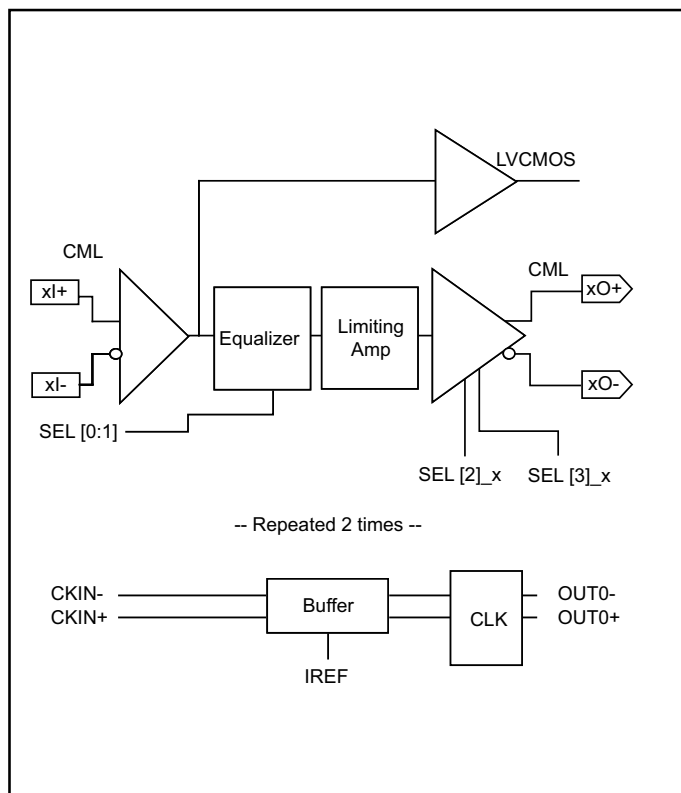 LVCMOS
CML
CML
xI+
xO+
Equalizer
Limiting
Amp
xI-
xO-
SEL [0:1]
SEL [2]_x
SEL [3]_x
-- Repeated 2 times --
CKIN-
Buffer
OUT0-
CKIN+
CLK
OUT0+
IREF